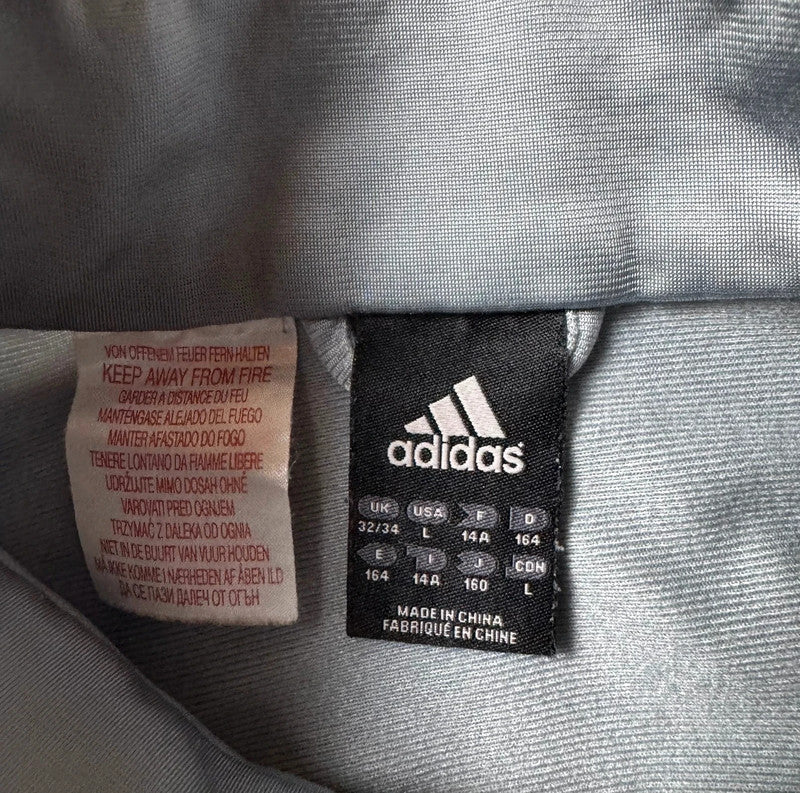 VON OFFENEM FEUER FERN HALTEN
KEEP AWAY FROM FIRE
GARDER A DISTANCE DU FEU
MANTENGASE ALEJADO DEL FUEGO
MANTER AFASTADO DO FOGO
TENERE LONTANO DA FIAMME LIBERE
UDRŽUJTE MIMO DOSAH OHNĚ
VAROVATI PRED OGNJEM
TRZYMAĆ Z DALEKA OD OGNIA
NIET IN DE BUURT VAN VUUR HOUDEN
MÅ IKKE KOMME I NÆRHEDEN AF ÅBEN ILD
ДА СЕ ПАЗИ ДАЛЕЧ ОТ ОГЪН
adidas
UK USA F D
32/34 L 14A 164
E I J CDN
164 14A 160 L
MADE IN CHINA
FABRIQUÉ EN CHINE